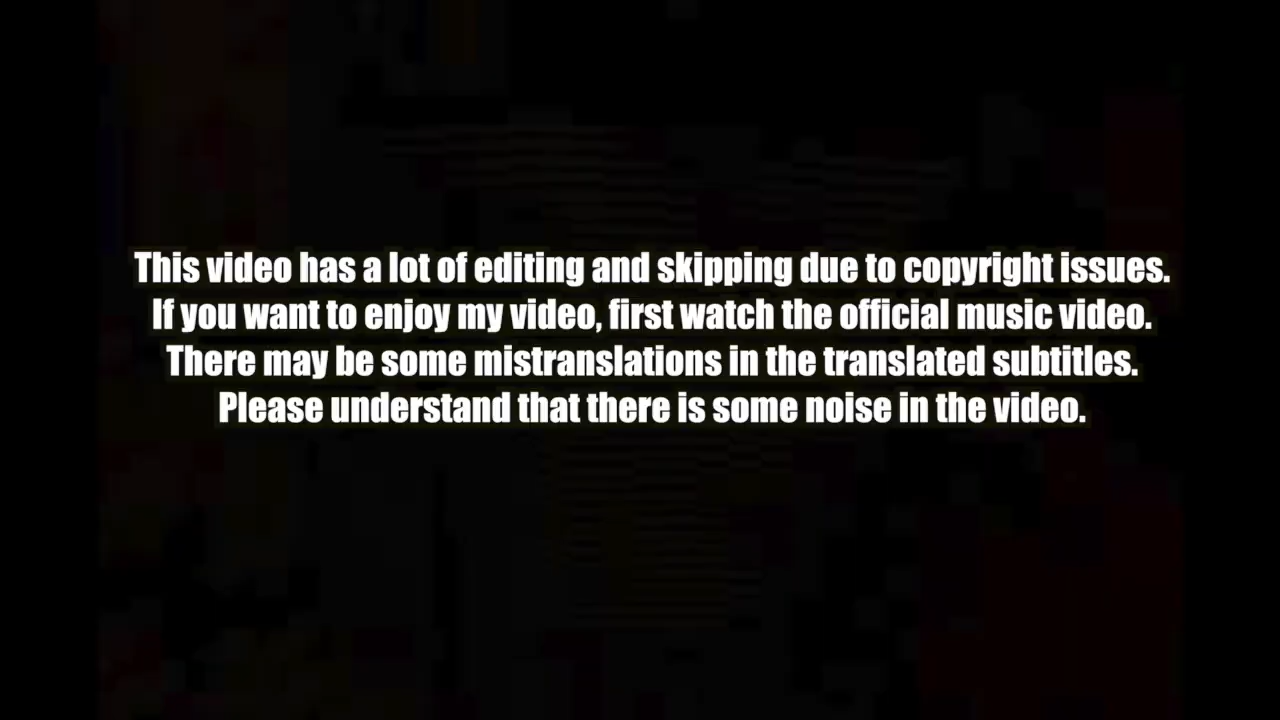 This video has a lot of editing and skipping due to copyright issues.
If you want to enjoy my video, first watch the official music video.
There may be some mistranslations in the translated subtitles.
Please understand that there is some noise in the video.